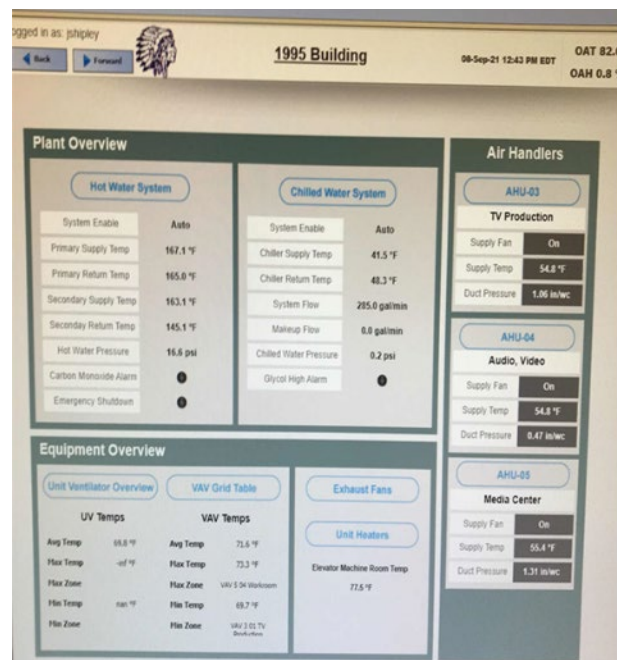 ogged in as: jshipley
Back
Forward
1995 Building
08-Sep-21 12:43 PM EDT
OAT 82.
OAH 0.8
Plant Overview
Hot Water System
System Enable Auto
Primary Supply Temp 167.1 °F
Primary Return Temp 165.0 °F
Secondary Supply Temp 163.1 °F
Seconday Return Temp 145.1 °F
Hot Water Pressure 16.6 psi
Carbon Monoxide Alarm
Emergency Shutdown
Chilled Water System
System Enable Auto
Chiller Supply Temp 41.5 °F
Chiller Return Temp 48.3 °F
System Flow 285.0 gal/min
Makeup Flow 0.0 gal/min
Chilled Water Pressure 0.2 psi
Glycol High Alarm
Air Handlers
AHU-03
TV Production
Supply Fan On
Supply Temp 54.8 °F
Duct Pressure 1.06 in/wc
AHU-04
Audio, Video
Supply Fan On
Supply Temp 54.8 °F
Duct Pressure 0.47 in/wc
AHU-05
Media Center
Supply Fan On
Supply Temp 55.4 °F
Duct Pressure 1.31 in/wc
Equipment Overview
Unit Ventilator Overview
UV Temps
Avg Temp 69.8 °F
Max Temp -inf °F
Max Zone
Min Temp nan °F
Min Zone
VAV Grid Table
VAV Temps
Avg Temp 71.6 °F
Max Temp 73.3 °F
Max Zone VAV 5 04 Workroom
Min Temp 69.7 °F
Min Zone VAV 3 01 TV
Production
Exhaust Fans
Unit Heaters
Elevator Machine Room Temp
77.5 °F